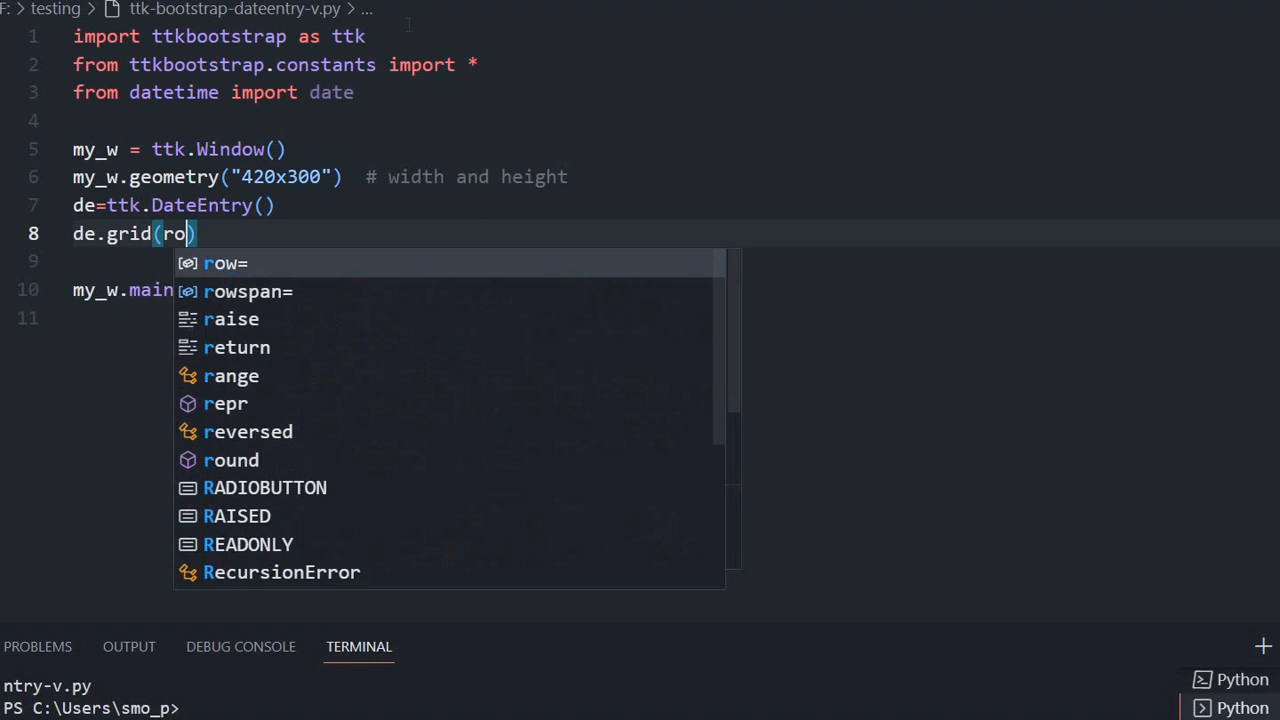 F: > testing > ttk-bootstrap-dateentry-v.py > ...
1 import ttkbootstrap as ttk
2 from ttkbootstrap.constants import *
3 from datetime import date
4
5 my_w = ttk.Window()
6 my_w.geometry("420x300")  # width and height
7 de=ttk.DateEntry()
8 de.grid(ro)
row=
9
rowspan=
10 my_w.main
raise
11
return
range
repr
reversed
round
RADIOBUTTON
RAISED
READONLY
RecursionError
PROBLEMS OUTPUT DEBUG CONSOLE TERMINAL
ntry-v.py
Python
PS C:\Users\smo_p>
Python